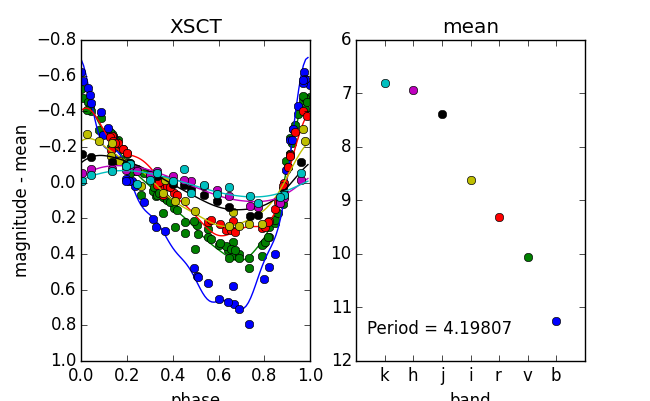 XSCT
mean
−0.8
−0.6
−0.4
−0.2
0.0
0.2
0.4
0.6
0.8
1.0
magnitude - mean
0.0 0.2 0.4 0.6 0.8 1.0
phase
6
7
8
9
10
11
12
Period = 4.19807
k h j i r v b
band